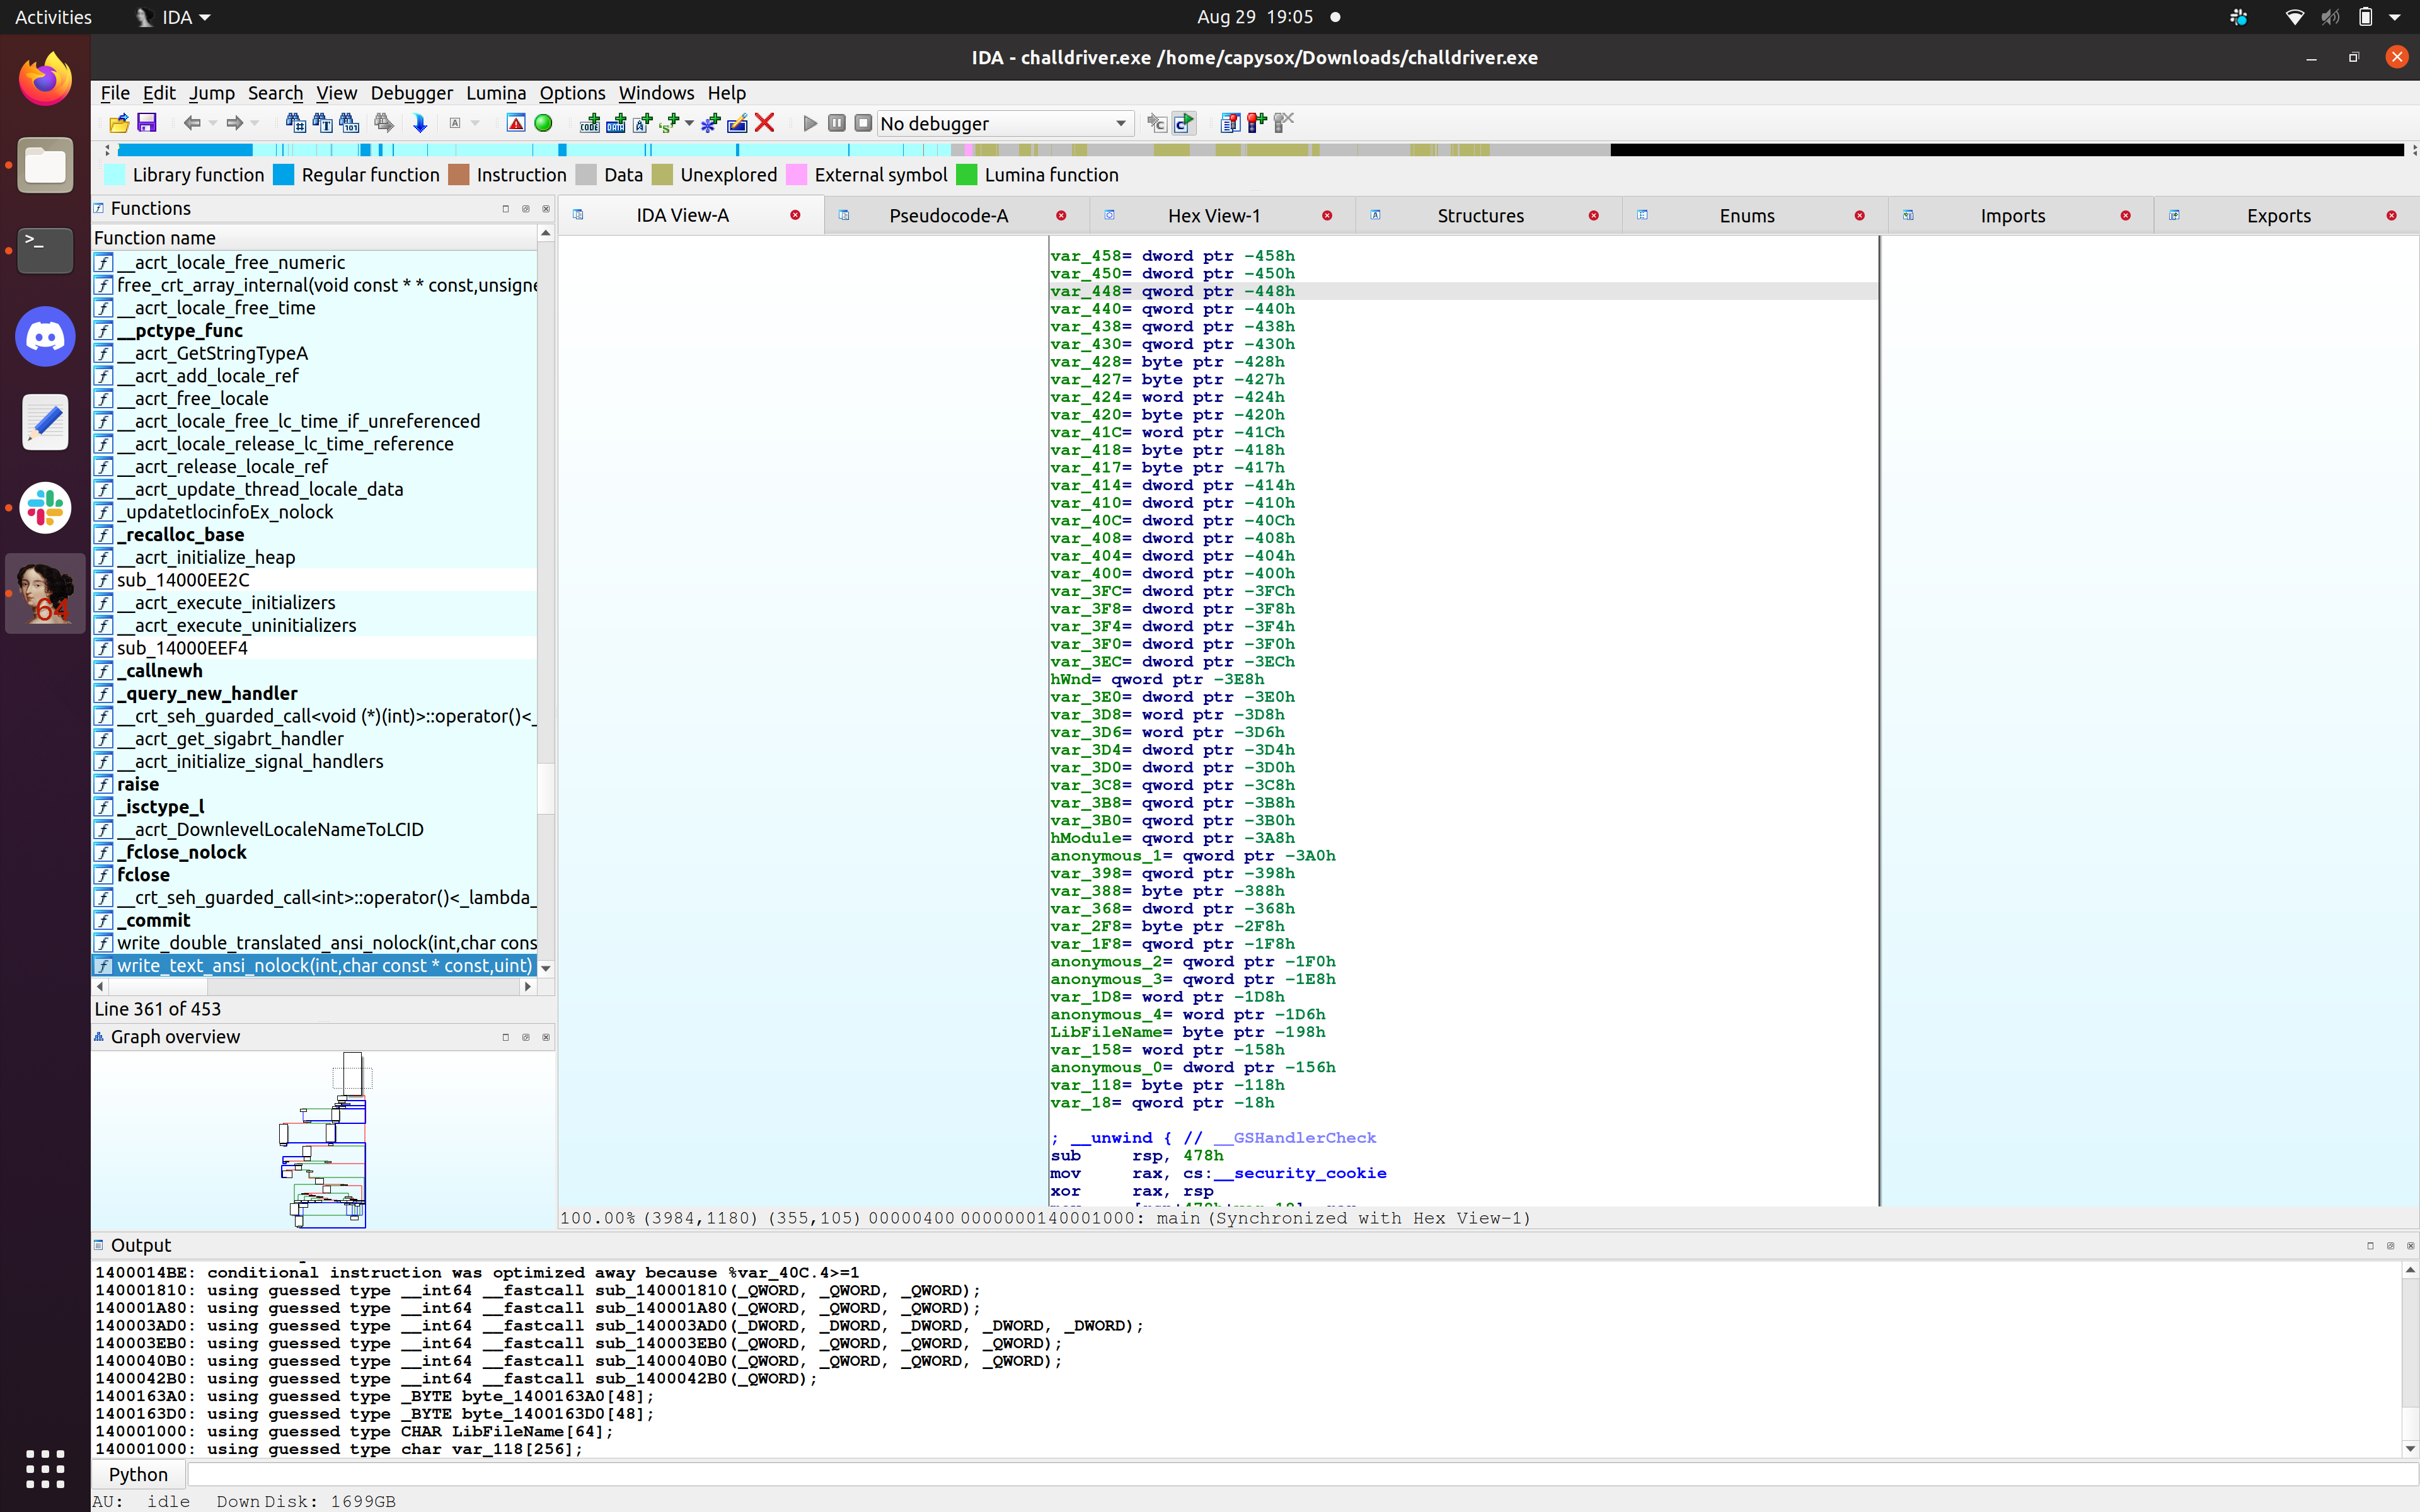 Activities
IDA
Aug 29 19:05
IDA - challdriver.exe /home/capysox/Downloads/challdriver.exe
File Edit Jump Search View Debugger Lumina Options Windows Help
No debugger
Library function Regular function Instruction Data Unexplored External symbol Lumina function
Functions
Function name
__acrt_locale_free_numeric
free_crt_array_internal(void const * * const,unsigne
__acrt_locale_free_time
__pctype_func
__acrt_GetStringTypeA
__acrt_add_locale_ref
__acrt_free_locale
__acrt_locale_free_lc_time_if_unreferenced
__acrt_locale_release_lc_time_reference
__acrt_release_locale_ref
__acrt_update_thread_locale_data
_updatetlocinfoEx_nolock
_recalloc_base
__acrt_initialize_heap
sub_14000EE2C
__acrt_execute_initializers
__acrt_execute_uninitializers
sub_14000EEF4
_callnewh
_query_new_handler
__crt_seh_guarded_call<void (*)(int)>::operator()<_
__acrt_get_sigabrt_handler
__acrt_initialize_signal_handlers
raise
_isctype_l
__acrt_DownlevelLocaleNameToLCID
_fclose_nolock
fclose
__crt_seh_guarded_call<int>::operator()<_lambda_
_commit
write_double_translated_ansi_nolock(int,char cons
write_text_ansi_nolock(int,char const * const,uint)
Line 361 of 453
Graph overview
IDA View-A Pseudocode-A Hex View-1 Structures Enums Imports Exports
var_458= dword ptr -458h
var_450= dword ptr -450h
var_448= qword ptr -448h
var_440= qword ptr -440h
var_438= qword ptr -438h
var_430= qword ptr -430h
var_428= byte ptr -428h
var_427= byte ptr -427h
var_424= word ptr -424h
var_420= byte ptr -420h
var_41C= word ptr -41Ch
var_418= byte ptr -418h
var_417= byte ptr -417h
var_414= dword ptr -414h
var_410= dword ptr -410h
var_40C= dword ptr -40Ch
var_408= dword ptr -408h
var_404= dword ptr -404h
var_400= dword ptr -400h
var_3FC= dword ptr -3FCh
var_3F8= dword ptr -3F8h
var_3F4= dword ptr -3F4h
var_3F0= dword ptr -3F0h
var_3EC= dword ptr -3ECh
hWnd= qword ptr -3E8h
var_3E0= dword ptr -3E0h
var_3D8= word ptr -3D8h
var_3D6= word ptr -3D6h
var_3D4= dword ptr -3D4h
var_3D0= dword ptr -3D0h
var_3C8= qword ptr -3C8h
var_3B8= qword ptr -3B8h
var_3B0= qword ptr -3B0h
hModule= qword ptr -3A8h
anonymous_1= qword ptr -3A0h
var_398= qword ptr -398h
var_388= byte ptr -388h
var_368= dword ptr -368h
var_2F8= byte ptr -2F8h
var_1F8= qword ptr -1F8h
anonymous_2= qword ptr -1F0h
anonymous_3= qword ptr -1E8h
var_1D8= word ptr -1D8h
anonymous_4= word ptr -1D6h
LibFileName= byte ptr -198h
var_158= word ptr -158h
anonymous_0= dword ptr -156h
var_118= byte ptr -118h
var_18= qword ptr -18h
; __unwind { // __GSHandlerCheck
sub rsp, 478h
mov rax, cs:__security_cookie
xor rax, rsp
100.00% (3984,1180) (355,105) 00000400 0000000140001000: main (Synchronized with Hex View-1)
Output
1400014BE: conditional instruction was optimized away because %var_40C.4>=1
140001810: using guessed type __int64 __fastcall sub_140001810(_QWORD, _QWORD, _QWORD);
140001A80: using guessed type __int64 __fastcall sub_140001A80(_QWORD, _QWORD, _QWORD);
140003AD0: using guessed type __int64 __fastcall sub_140003AD0(_DWORD, _DWORD, _DWORD, _DWORD, _DWORD);
140003EB0: using guessed type __int64 __fastcall sub_140003EB0(_QWORD, _QWORD, _QWORD, _QWORD);
1400040B0: using guessed type __int64 __fastcall sub_1400040B0(_QWORD, _QWORD, _QWORD, _QWORD);
1400042B0: using guessed type __int64 __fastcall sub_1400042B0(_QWORD);
1400163A0: using guessed type _BYTE byte_1400163A0[48];
1400163D0: using guessed type _BYTE byte_1400163D0[48];
140001000: using guessed type CHAR LibFileName[64];
140001000: using guessed type char var_118[256];
Python
AU: idle Down Disk: 1699GB
64